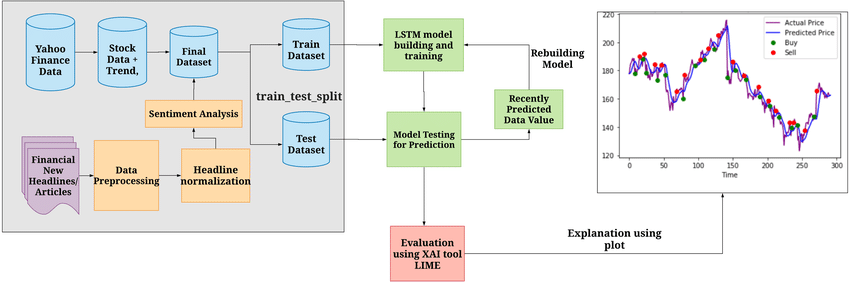 Yahoo
Finance
Data
Stock
Data +
Trend,
Final
Dataset
Train
Dataset
train_test_split
Test
Dataset
Sentiment Analysis
Financial
New
Headlines/
Articles
Data
Preprocessing
Headline
normalization
LSTM model
building and
training
Rebuilding
Model
Recently
Predicted
Data Value
Model Testing
for Prediction
Evaluation
using XAI tool
LIME
Explanation using
plot
220
200
180
160
140
120
0
50
100
150
200
250
300
Time
Actual Price
Predicted Price
Buy
Sell